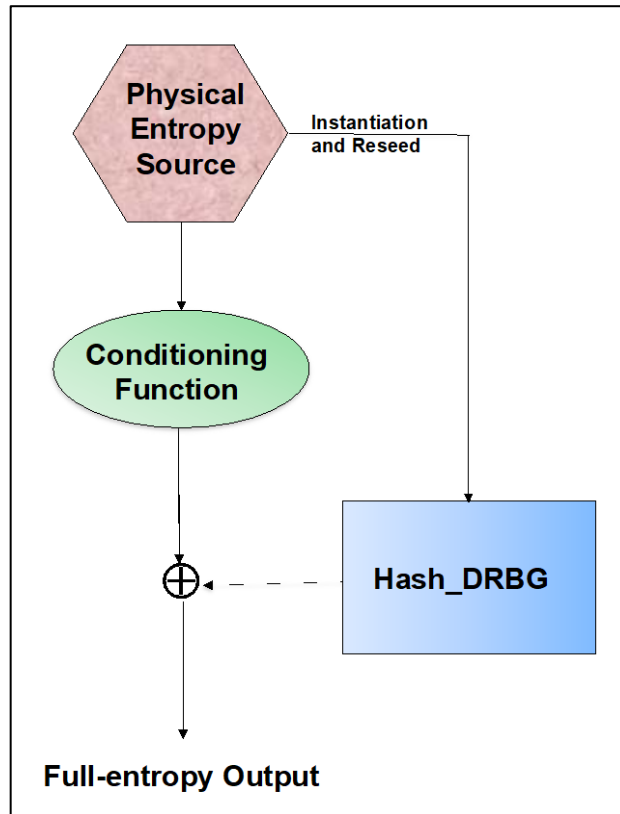 Physical
Entropy
Source
Instantiation
and Reseed
Conditioning
Function
Hash_DRBG
Full-entropy Output